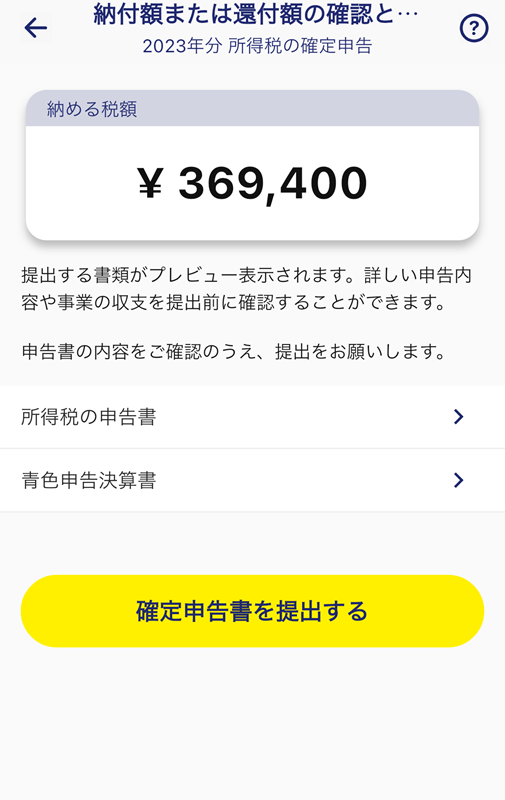 納付額または還付額の確認と…
2023年分 所得税の確定申告
?
納める税額
¥ 369,400
提出する書類がプレビュー表示されます。詳しい申告内
容や事業の収支を提出前に確認することができます。
申告書の内容をご確認のうえ、提出をお願いします。
所得税の申告書
青色申告決算書
確定申告書を提出する